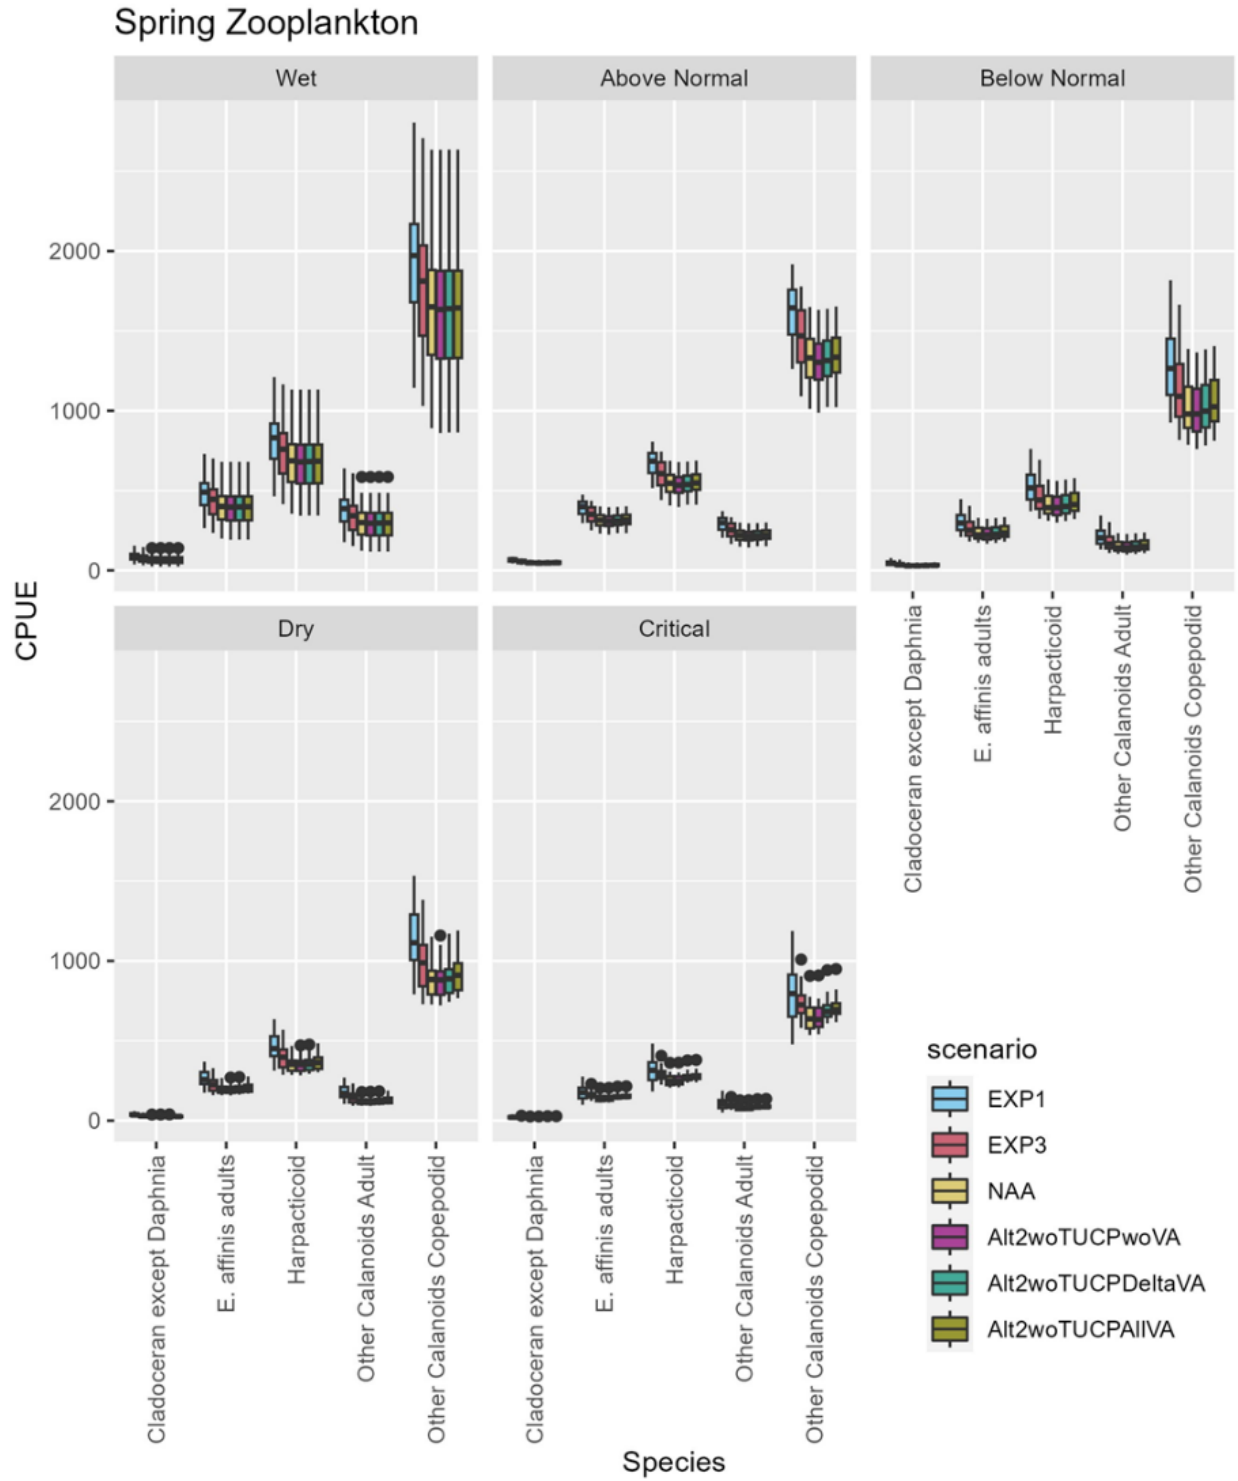 Spring Zooplankton
Wet
Above Normal
Below Normal
2000
1000
0
CPUE
Dry
Critical
2000
1000
0
Cladoceran except Daphnia
E. affinis adults
Harpacticoid
Other Calanoids Adult
Other Calanoids Copepodid
Cladoceran except Daphnia
E. affinis adults
Harpacticoid
Other Calanoids Adult
Other Calanoids Copepodid
Cladoceran except Daphnia
E. affinis adults
Harpacticoid
Other Calanoids Adult
Other Calanoids Copepodid
Species
scenario
EXP1
EXP3
NAA
Alt2woTUCPwoVA
Alt2woTUCPDeltaVA
Alt2woTUCPAllVA